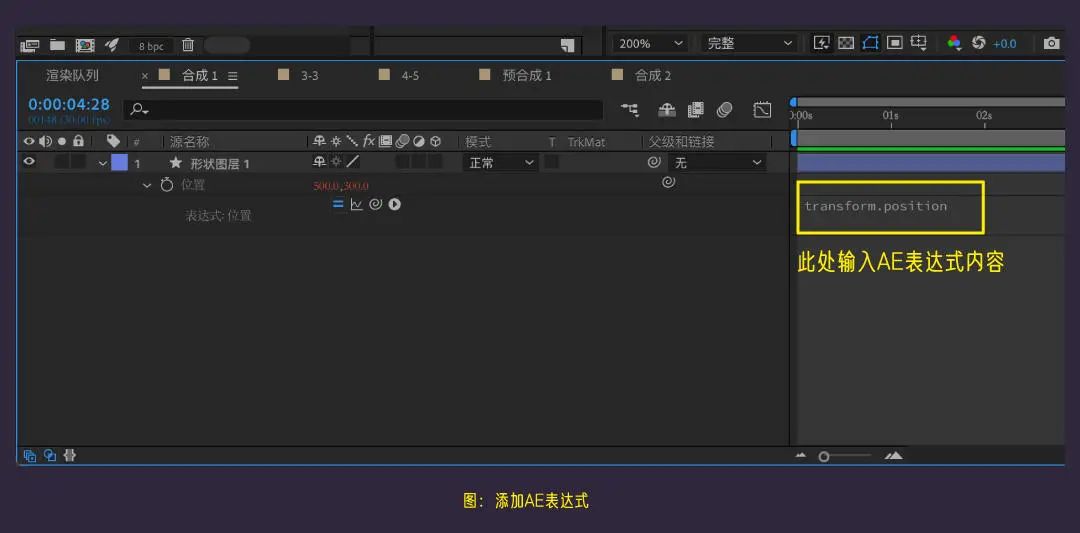 8 bpc
200%
完整
+0.0
渲染队列
× 合成 1
3-3
4-5
预合成 1
合成 2
0:00:04:28
00148 (30.00 fps)
0:00s
01s
02s
#
源名称
fx
模式
T TrkMat
父级和链接
1
形状图层 1
正常
无
位置
500.0,300.0
表达式: 位置
transform.position
此处输入AE表达式内容
图：添加AE表达式